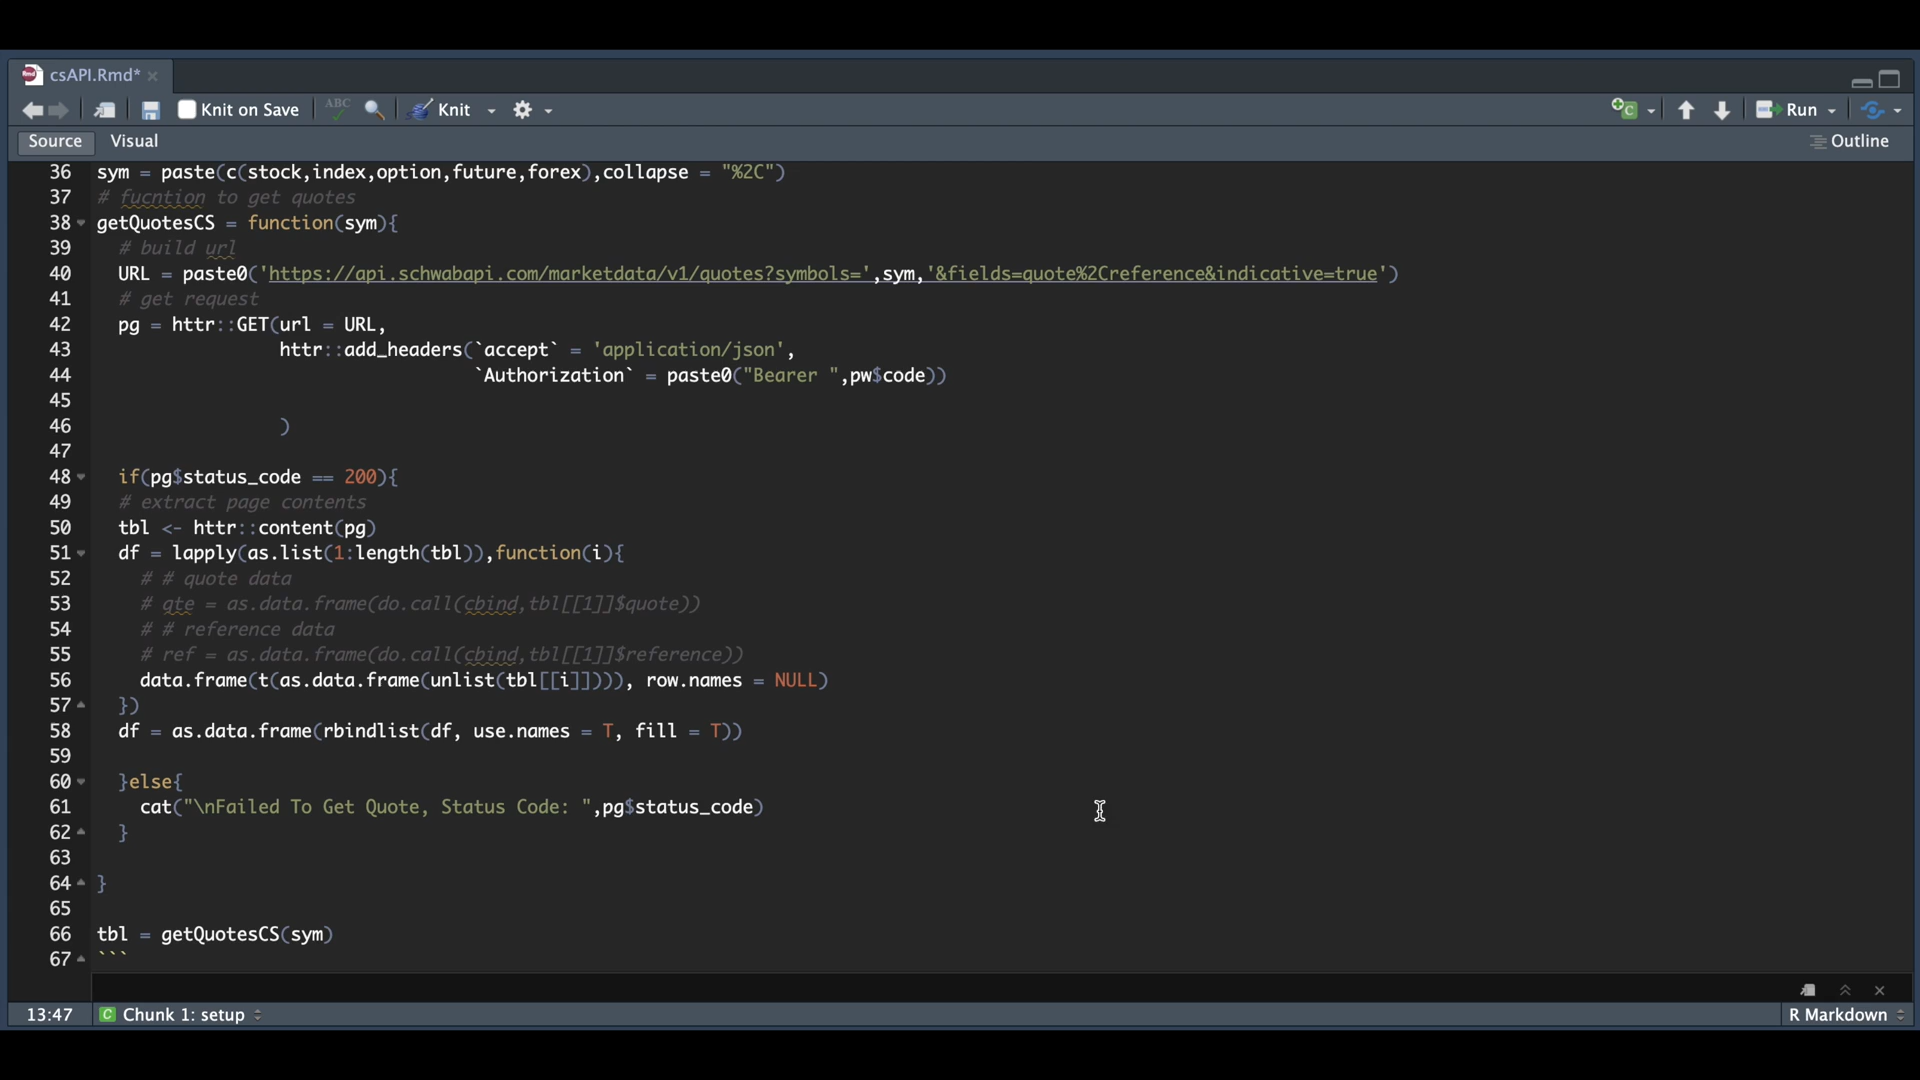 csAPI.Rmd*
Knit on Save
ABC
Knit
Run
Source
Visual
Outline
36 sym = paste(c(stock,index,option,future,forex),collapse = "%2C")
37 # fucntion to get quotes
38 getQuotesCS = function(sym){
39 # build url
40 URL = paste0('https://api.schwabapi.com/marketdata/v1/quotes?symbols=',sym,'&fields=quote%2Creference&indicative=true')
41 # get request
42 pg = httr::GET(url = URL,
43 httr::add_headers(`accept` = 'application/json',
44 `Authorization` = paste0("Bearer ",pw$code))
45
46 )
47
48 if(pg$status_code == 200){
49 # extract page contents
50 tbl <- httr::content(pg)
51 df = lapply(as.list(1:length(tbl)),function(i){
52 # # quote data
53 # qte = as.data.frame(do.call(cbind,tbl[[1]]$quote))
54 # # reference data
55 # ref = as.data.frame(do.call(cbind,tbl[[1]]$reference))
56 data.frame(t(as.data.frame(unlist(tbl[[i]]))), row.names = NULL)
57 })
58 df = as.data.frame(rbindlist(df, use.names = T, fill = T))
59
60 }else{
61 cat("\nFailed To Get Quote, Status Code: ",pg$status_code)
62 }
63
64 }
65
66 tbl = getQuotesCS(sym)
67 ```
13:47
C Chunk 1: setup
R Markdown